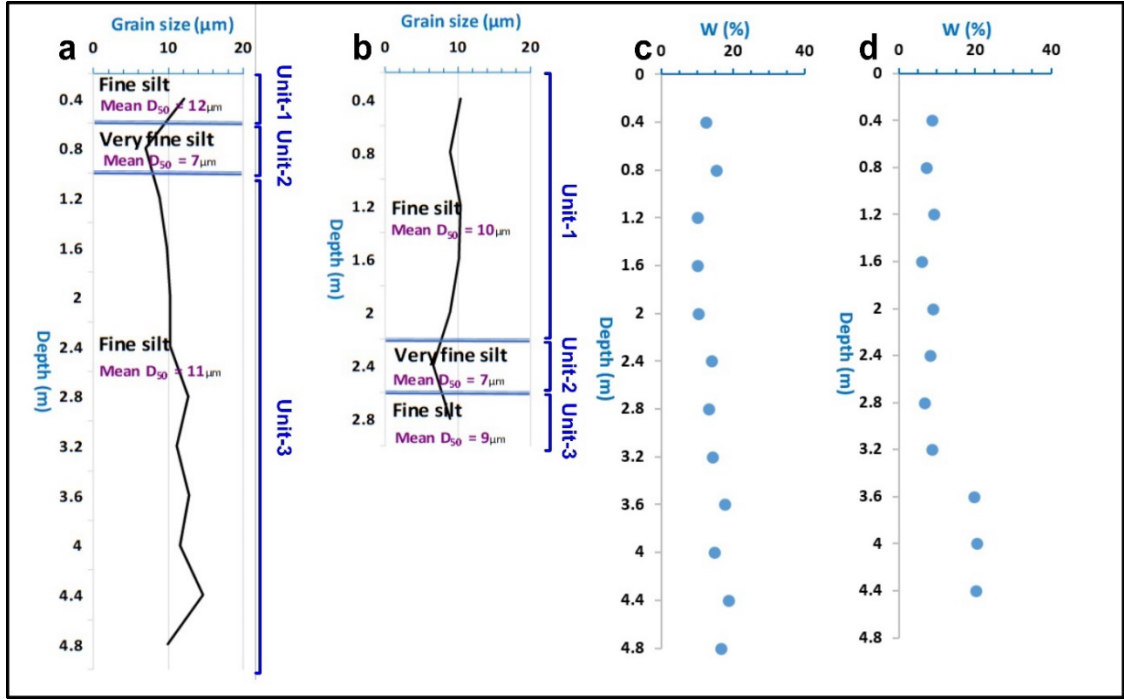 a
Grain size (µm)
0 10 20
Fine silt
Mean D₅₀ = 12µm
Very fine silt
Mean D₅₀ = 7µm
Fine silt
Mean D₅₀ = 11µm
0.4
0.8
1.2
1.6
2
2.4
2.8
3.2
3.6
4
4.4
4.8
Depth (m)
Unit-1
Unit-2
Unit-3
b
Grain size (µm)
0 10 20
Fine silt
Mean D₅₀ = 10µm
Very fine silt
Mean D₅₀ = 7µm
Fine silt
Mean D₅₀ = 9µm
0.4
0.8
1.2
1.6
2
2.4
2.8
Depth (m)
Unit-1
Unit-2
Unit-3
c
W (%)
0 20 40
0
0.4
0.8
1.2
1.6
2
2.4
2.8
3.2
3.6
4
4.4
4.8
Depth (m)
d
W (%)
0 20 40
0
0.4
0.8
1.2
1.6
2
2.4
2.8
3.2
3.6
4
4.4
4.8
Depth (m)